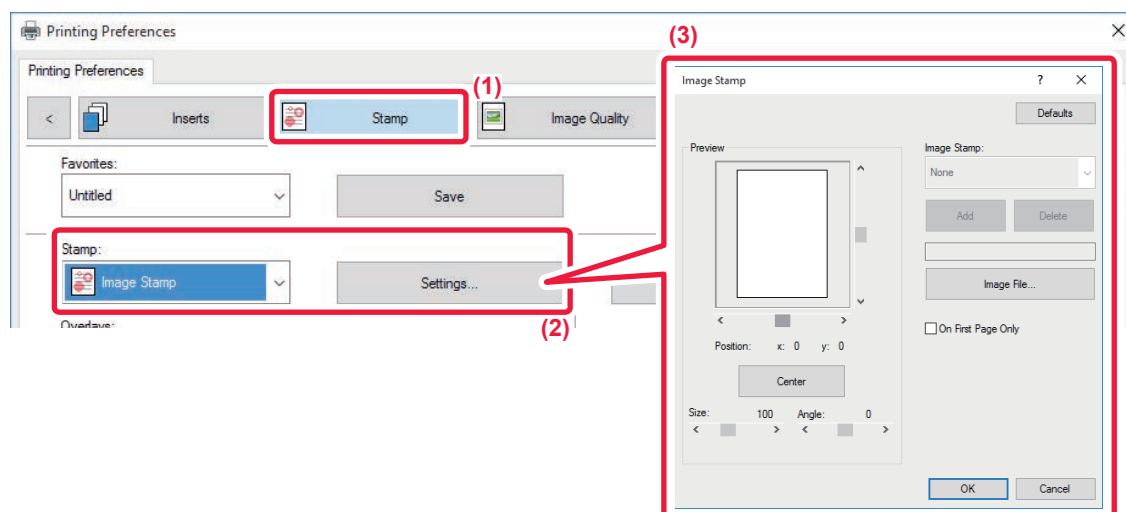 Printing Preferences
(3)
Printing Preferences
(1)
< Inserts Stamp Image Quality
Favorites:
Untitled Save
Stamp:
Image Stamp Settings...
(2)
Overlays:
Image Stamp ? ×
Defaults
Preview
Image Stamp:
None
Add Delete
Image File...
On First Page Only
Position: x: 0 y: 0
Center
Size: 100 Angle: 0
OK Cancel